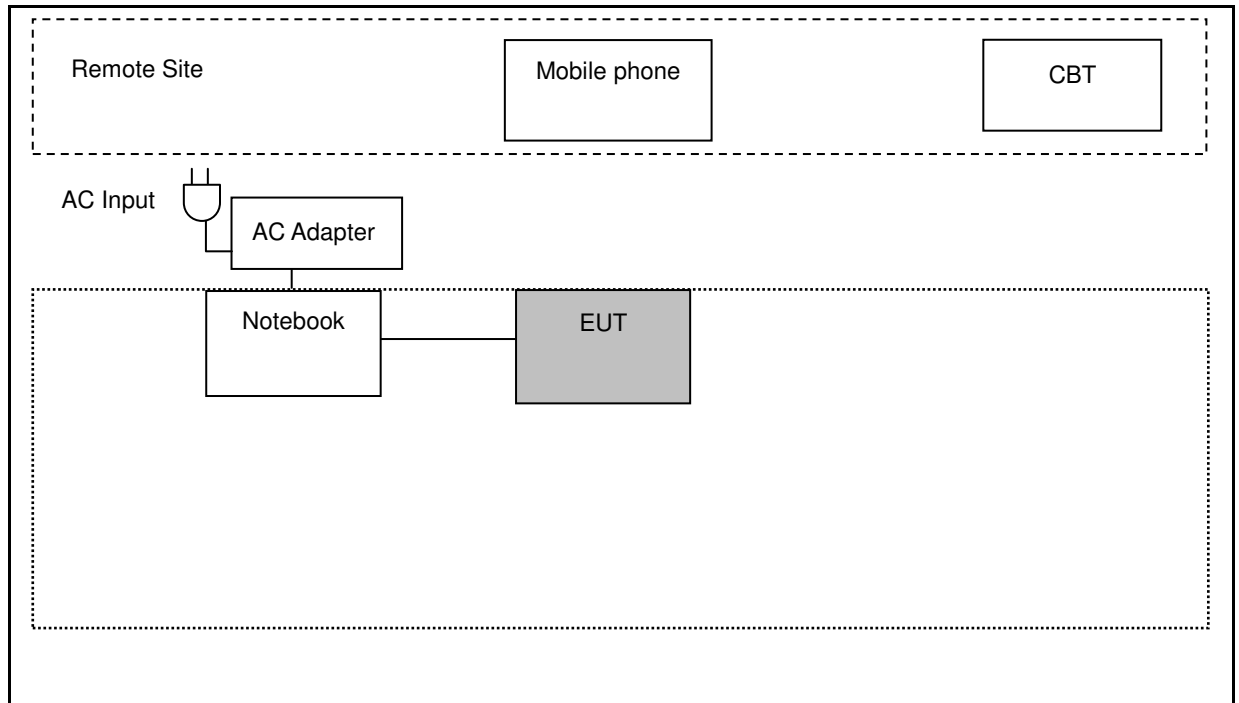 Remote Site
Mobile phone
CBT
AC Input
AC Adapter
Notebook
EUT